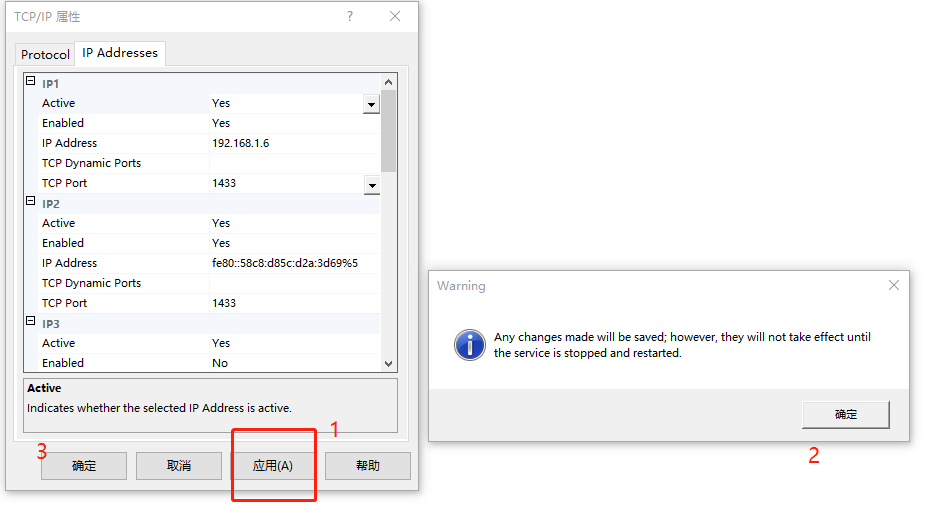 TCP/IP 属性
?
Protocol
IP Addresses
IP1
Active Yes
Enabled Yes
IP Address 192.168.1.6
TCP Dynamic Ports
TCP Port 1433
IP2
Active Yes
Enabled Yes
IP Address fe80::58c8:d85c:d2a:3d69%5
TCP Dynamic Ports
TCP Port 1433
IP3
Active Yes
Enabled No
Active
Indicates whether the selected IP Address is active.
1
3
确定
取消
应用(A)
帮助
Warning
Any changes made will be saved; however, they will not take effect until
the service is stopped and restarted.
确定
2